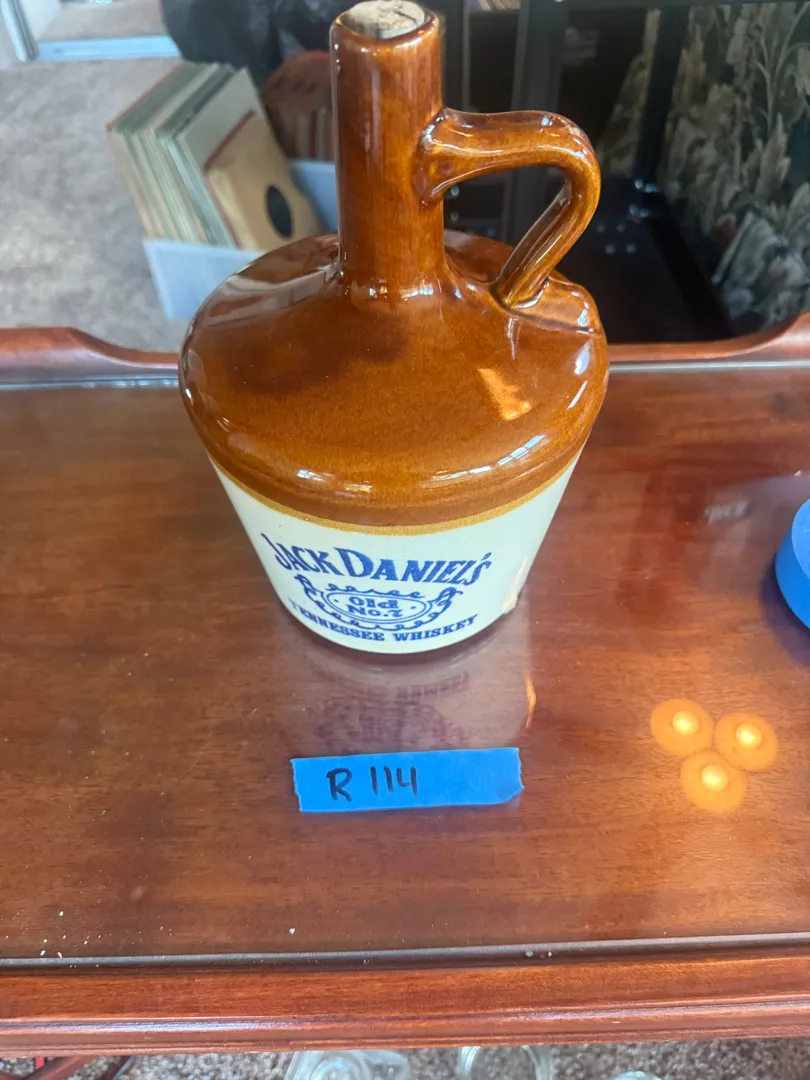 JACK DANIEL'S
Old
No.7
TENNESSEE WHISKEY
R 114